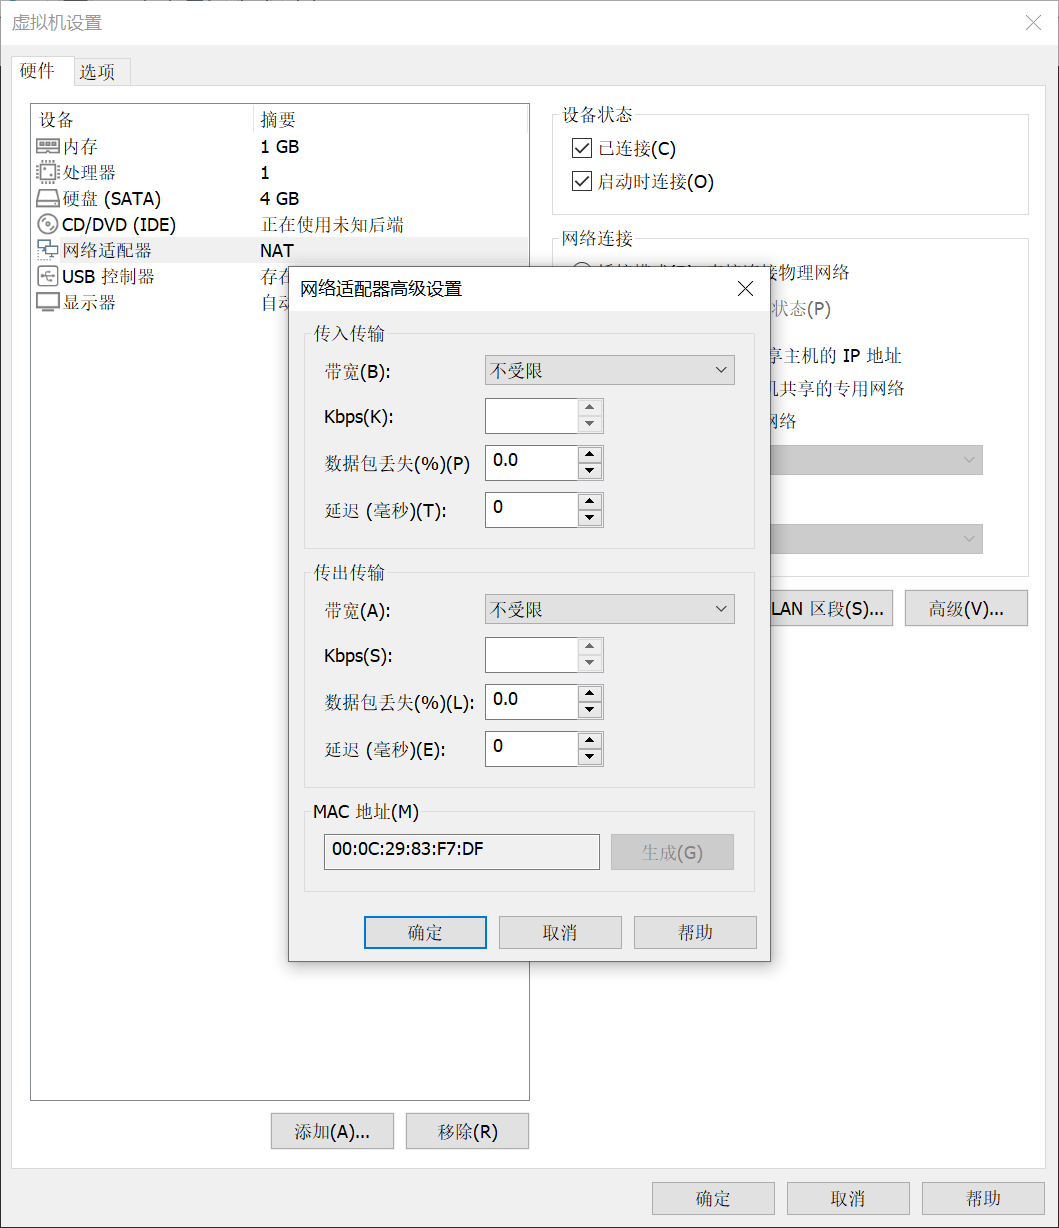 虚拟机设置
硬件
选项
设备 摘要
内存 1 GB
处理器 1
硬盘 (SATA) 4 GB
CD/DVD (IDE) 正在使用未知后端
网络适配器 NAT
USB 控制器 存在
显示器 自动
添加(A)...
移除(R)
设备状态
已连接(C)
启动时连接(O)
网络连接
物理网络
状态(P)
享主机的 IP 地址
机共享的专用网络
网络
LAN 区段(S)...
高级(V)...
网络适配器高级设置
传入传输
带宽(B): 不受限
Kbps(K):
数据包丢失(%)(P) 0.0
延迟 (毫秒)(T): 0
传出传输
带宽(A): 不受限
Kbps(S):
数据包丢失(%)(L): 0.0
延迟 (毫秒)(E): 0
MAC 地址(M)
00:0C:29:83:F7:DF
生成(G)
确定
取消
帮助
确定
取消
帮助